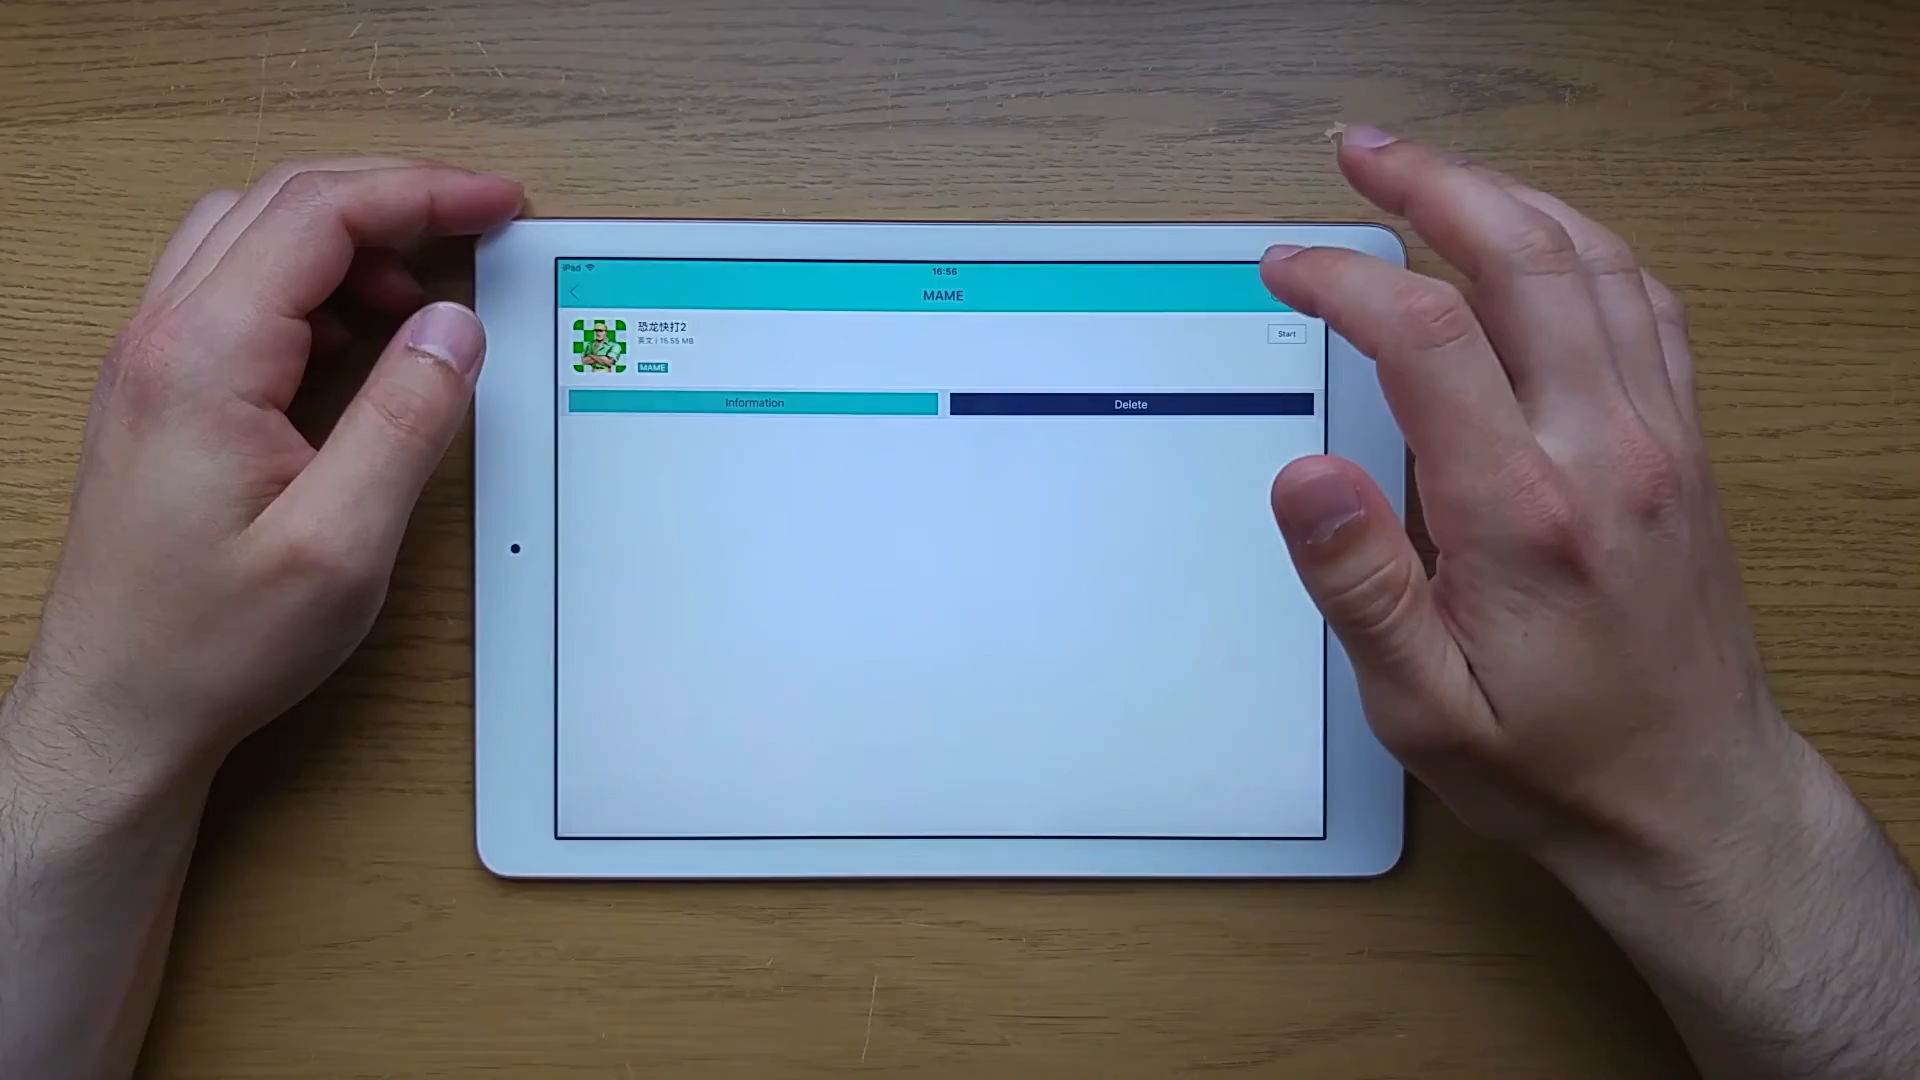 iPad
16:56
MAME
恐龙快打2
英文 | 15.55 MB
MAME
Start
Information
Delete